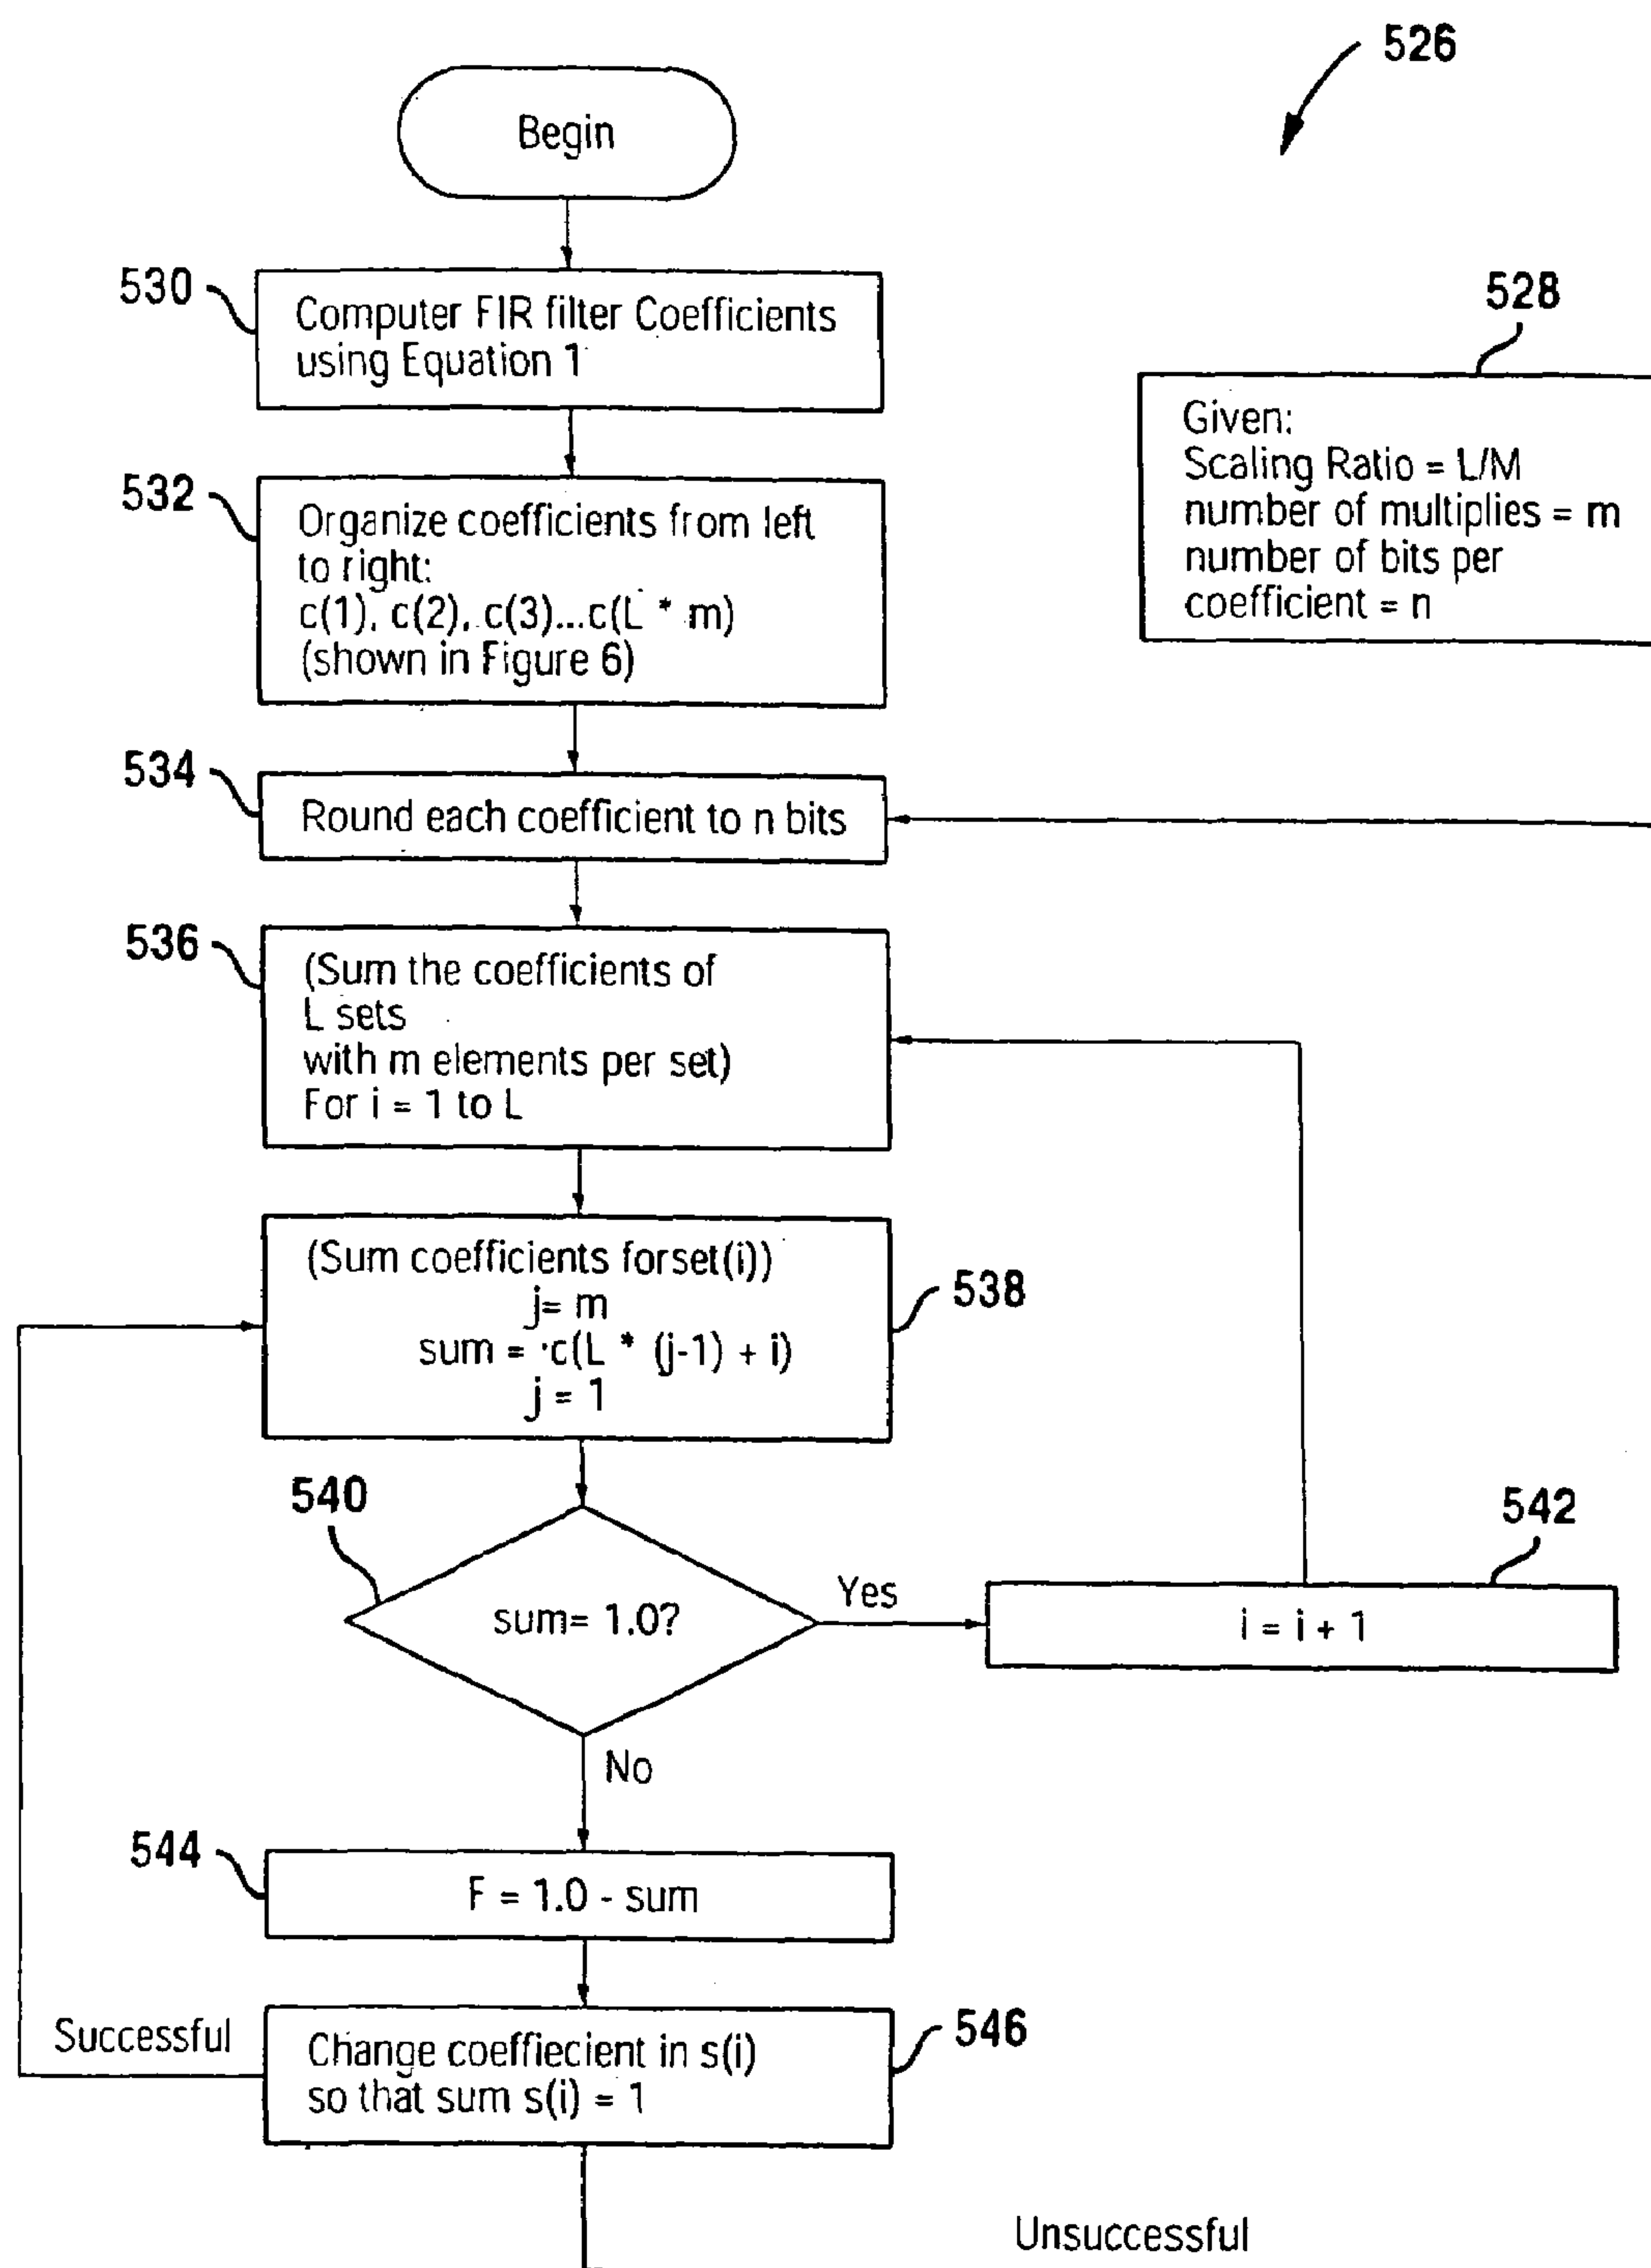 526
Begin
530
Computer FIR filter Coefficients
using Equation 1
528
Given:
Scaling Ratio = L/M
number of multiplies = m
number of bits per
coefficient = n
532
Organize coefficients from left
to right:
c(1), c(2), c(3)...c(L * m)
(shown in Figure 6)
534
Round each coefficient to n bits
536
(Sum the coefficients of
L sets
with m elements per set)
For i = 1 to L
(Sum coefficients forset(i))
j= m
sum = c(L * (j-1) + i)
j = 1
538
540
sum= 1.0?
Yes
542
i = i + 1
No
544
F = 1.0 - sum
Successful
Change coeffiecient in s(i)
so that sum s(i) = 1
546
Unsuccessful